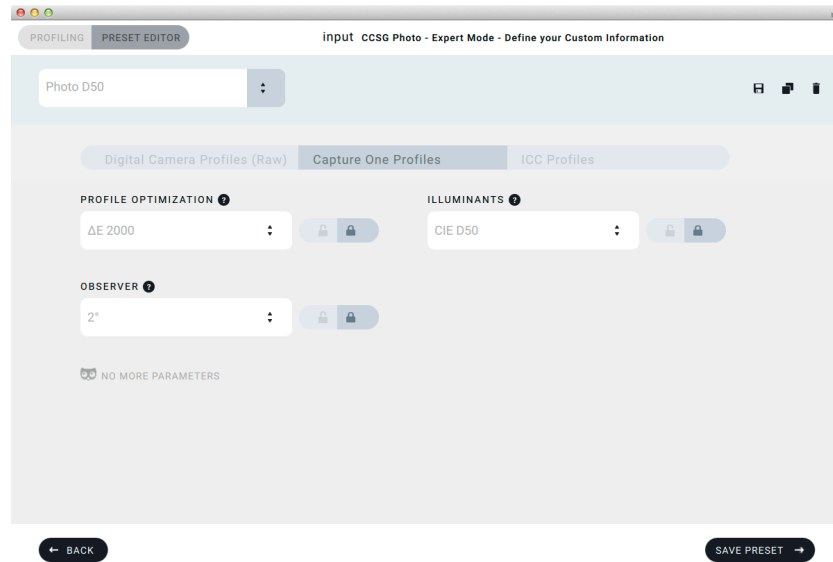 PROFILING PRESET EDITOR input CCSG Photo - Expert Mode - Define your Custom Information
Photo D50
Digital Camera Profiles (Raw) Capture One Profiles ICC Profiles
PROFILE OPTIMIZATION ? ILLUMINANTS ?
ΔE 2000 CIE D50
OBSERVER ?
2°
NO MORE PARAMETERS
← BACK SAVE PRESET →